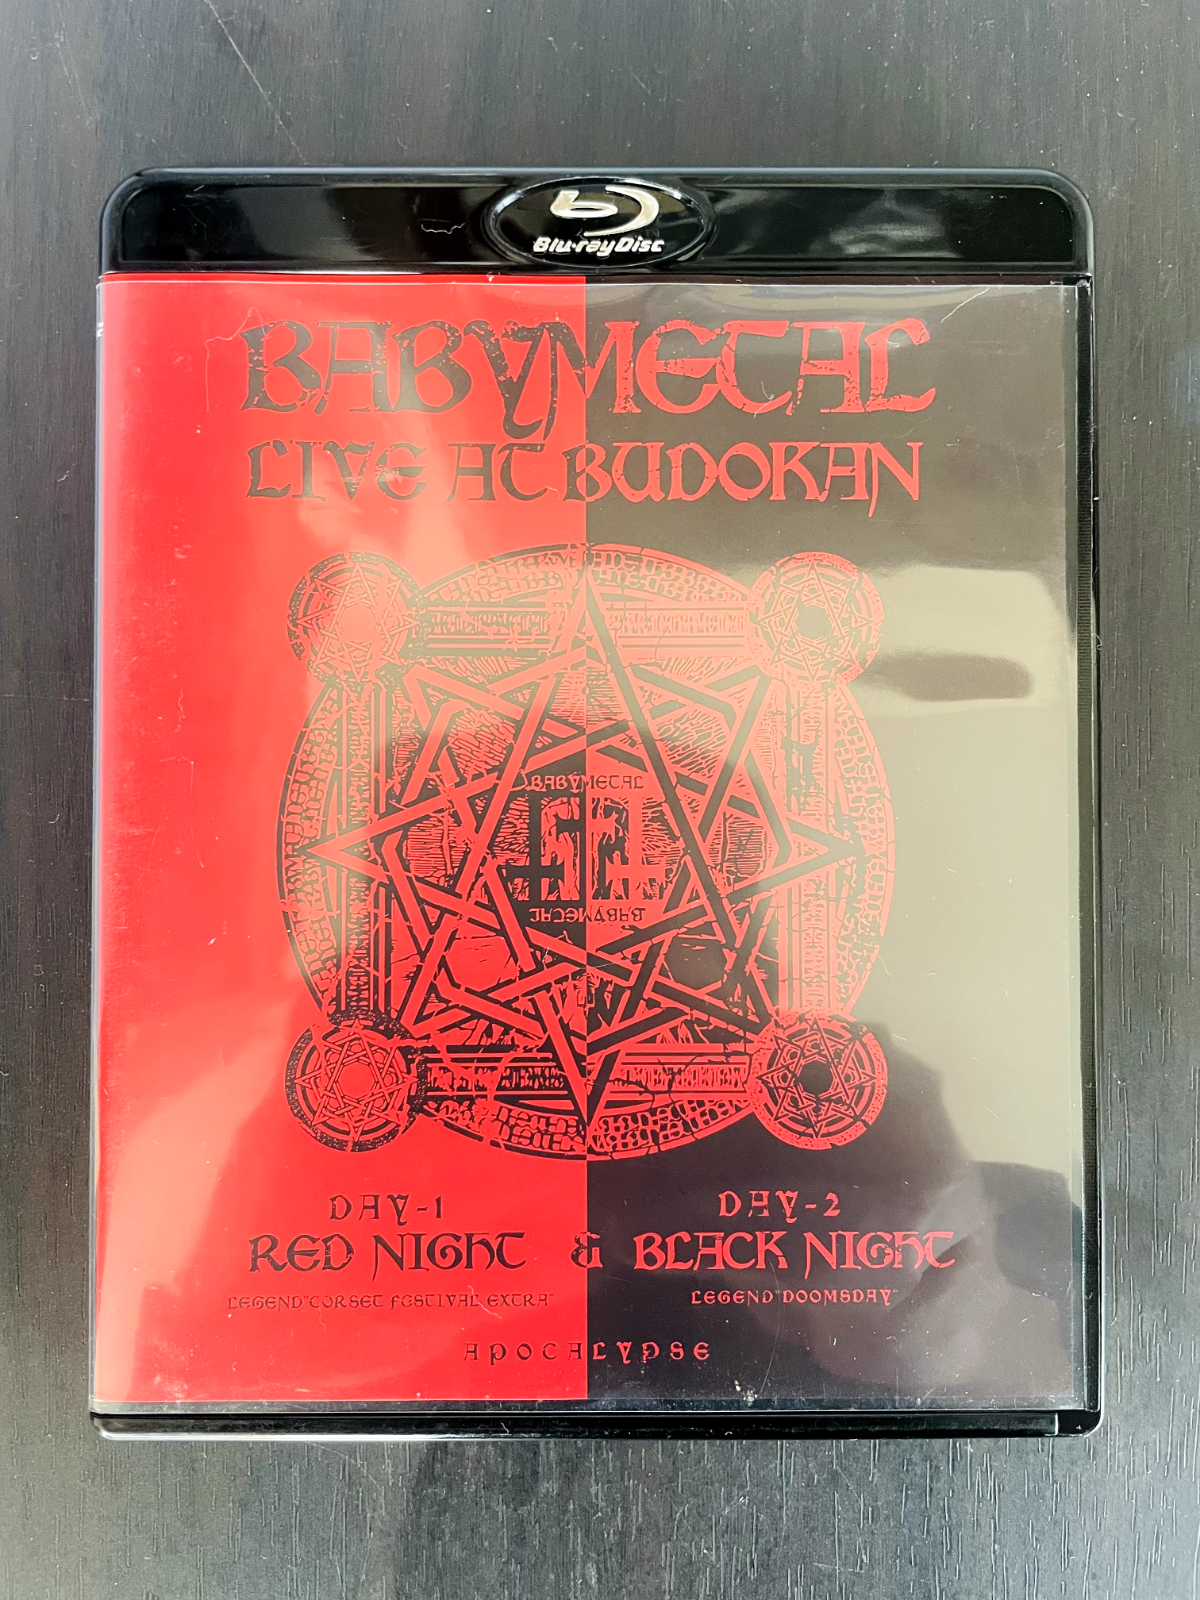 Blu-ray Disc
BABYMETAL
LIVE AT BUDOKAN
BABYMETAL
BABYMETAL
DAY-1 DAY-2
RED NIGHT & BLACK NIGHT
LEGEND "CORSET FESTIVAL EXTRA" LEGEND "DOOMSDAY"
APOCALYPSE